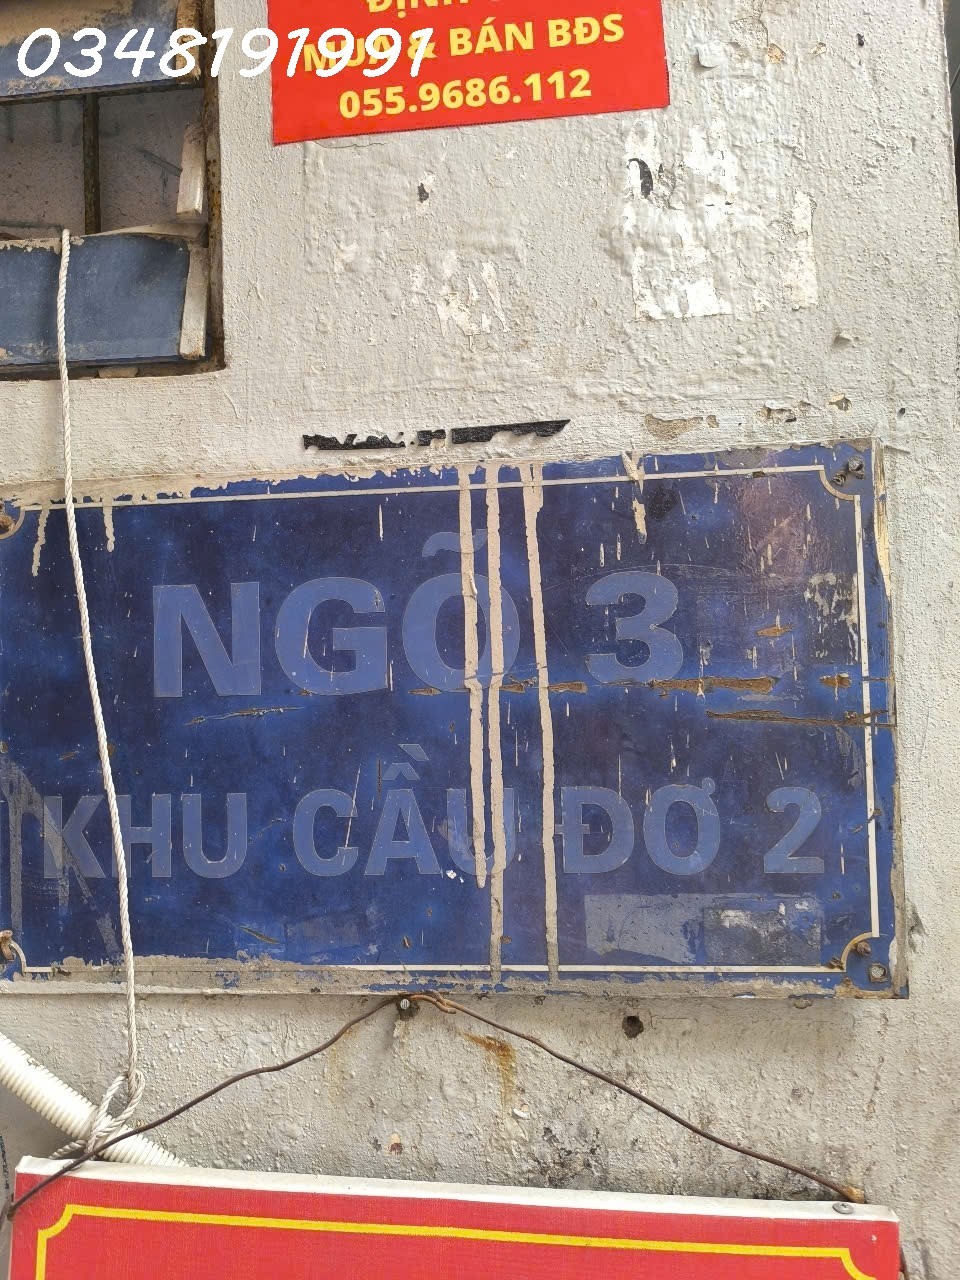 0348191991
MUA & BÁN BĐS
055.9686.112
NGÕ 3
KHU CẦU ĐƠ 2